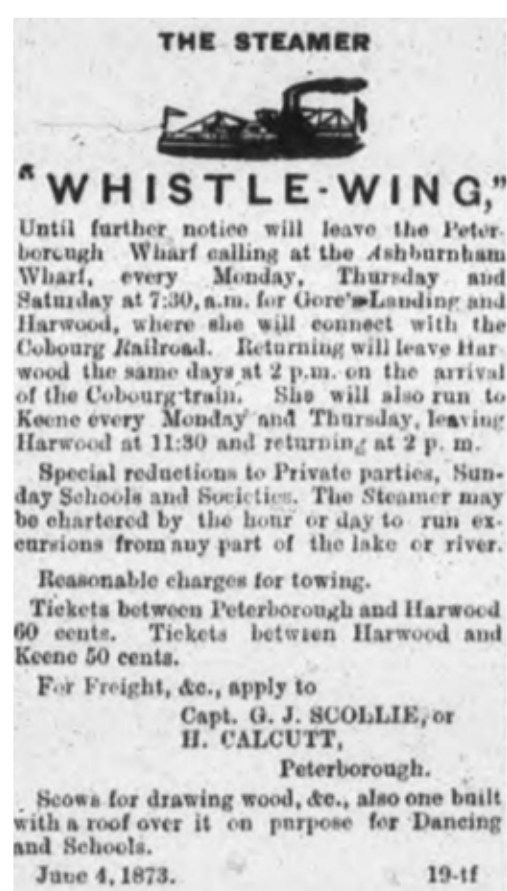 THE STEAMER
"WHISTLE-WING,"
Until further notice will leave the Peter-
borough Wharf calling at the Ashburnham
Wharf, every Monday, Thursday and
Saturday at 7:30, a.m. for Gore's Landing and
Harwood, where she will connect with the
Cobourg Railroad. Returning will leave Har
wood the same days at 2 p.m. on the arrival
of the Cobourg train. She will also run to
Keene every Monday and Thursday, leaving
Harwood at 11:30 and returning at 2 p. m.
Special reductions to Private parties, Sun-
day Schools and Societies. The Steamer may
be chartered by the hour or day to run ex-
cursions from any part of the lake or river.
Reasonable charges for towing.
Tickets between Peterborough and Harwood
60 cents. Tickets between Harwood and
Keene 50 cents.
For Freight, &c., apply to
Capt. G. J. SCOLLIE, or
H. CALCUTT,
Peterborough.
Scows for drawing wood, &c., also one built
with a roof over it on purpose for Dancing
and Schools.
June 4, 1873. 19-tf